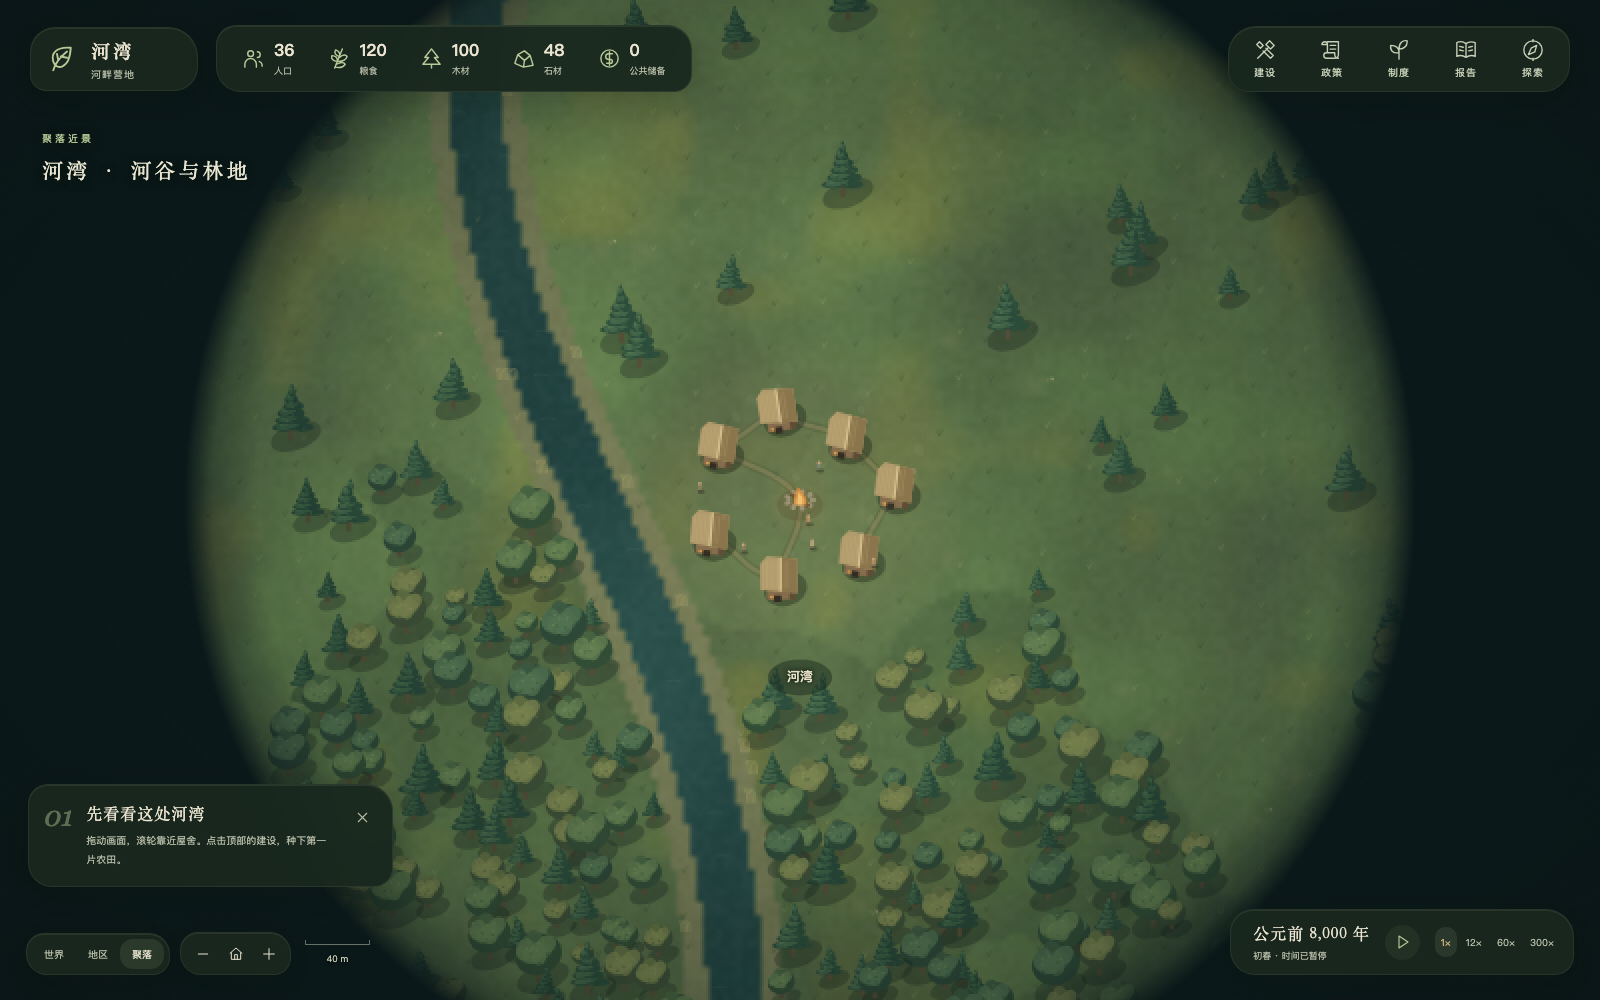 河湾
河畔营地
36
人口
120
粮食
100
木材
48
石材
0
公共储备
建设
政策
制度
报告
探索
聚落近景
河湾 · 河谷与林地
河湾
01
先看看这处河湾
拖动画面，滚轮靠近屋舍。点击顶部的建设，种下第一
片农田。
世界
地区
聚落
40 m
公元前 8,000 年
初春 · 时间已暂停
1×
12×
60×
300×